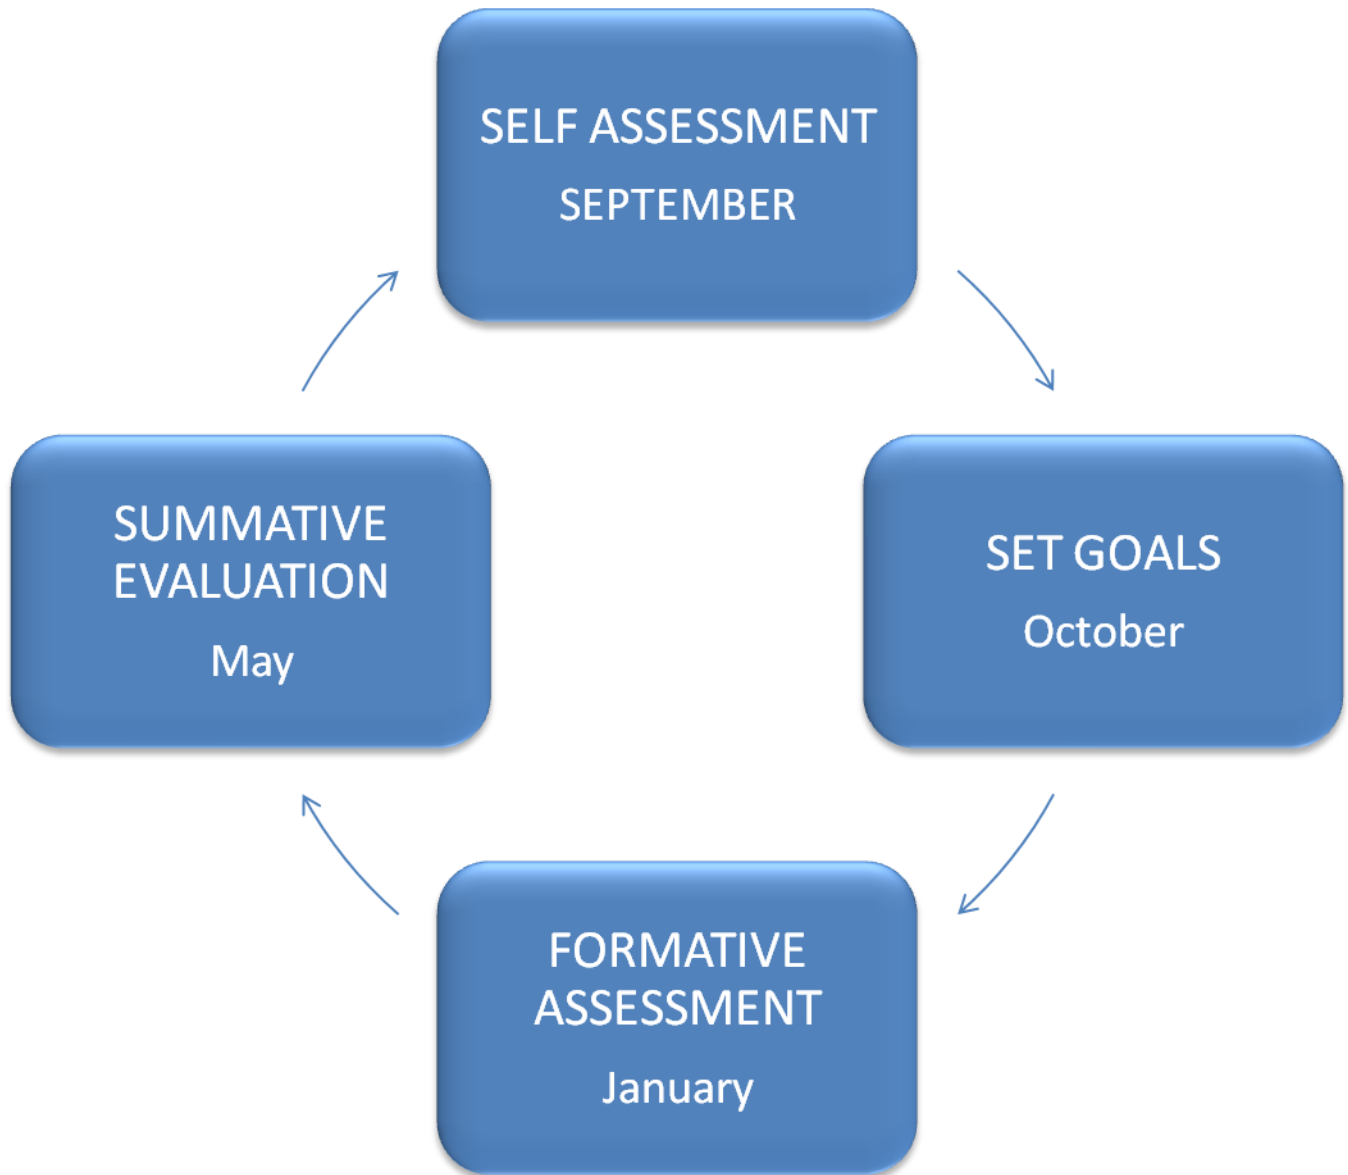 SELF ASSESSMENT
SEPTEMBER
SET GOALS
October
FORMATIVE
ASSESSMENT
January
SUMMATIVE
EVALUATION
May